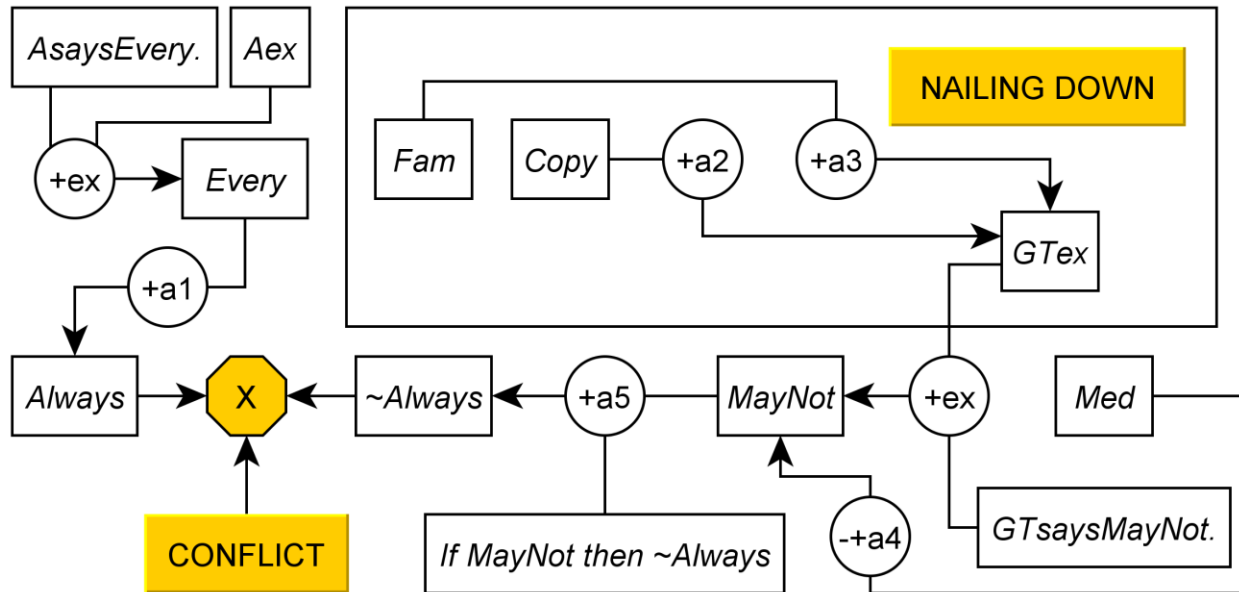 AsaysEvery.
Aex
NAILING DOWN
Fam
Copy
+a2
+a3
+ex
Every
GTex
+a1
Always
X
~Always
+a5
MayNot
+ex
Med
CONFLICT
If MayNot then ~Always
-+a4
GTsaysMayNot.